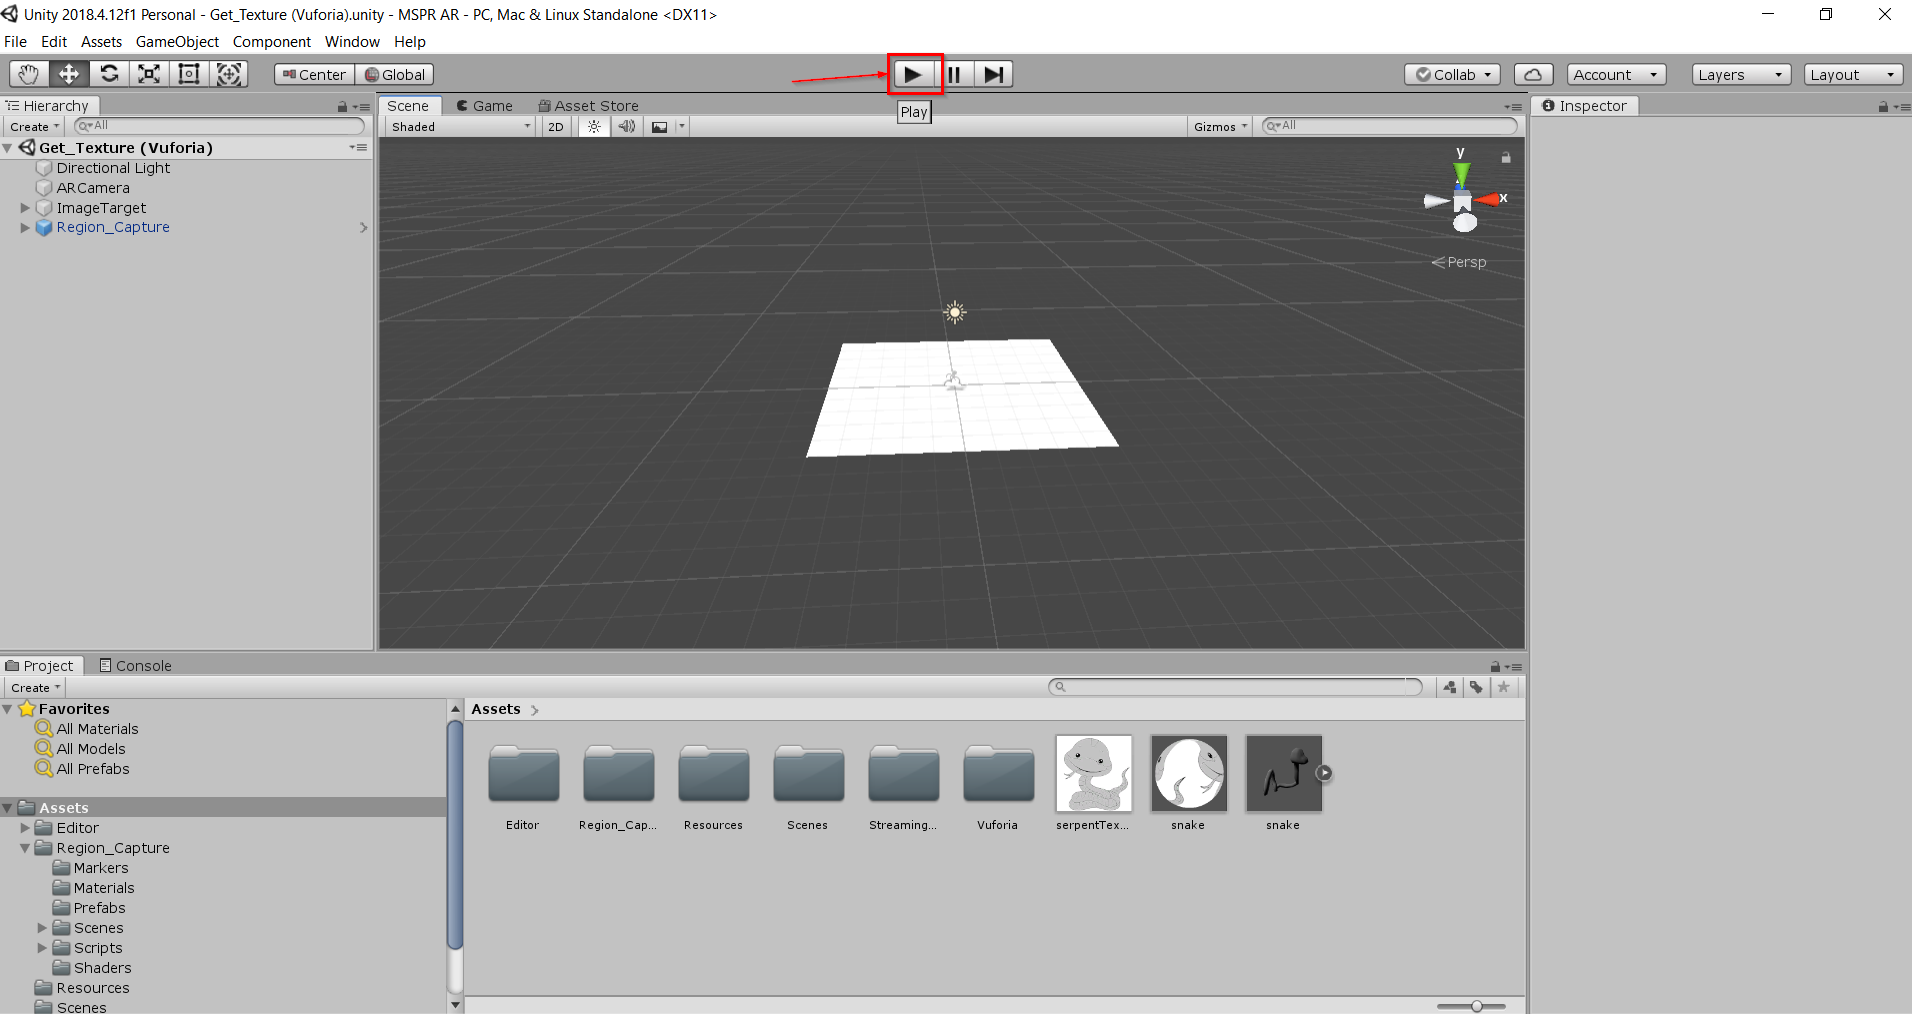 Unity 2018.4.12f1 Personal - Get_Texture (Vuforia).unity - MSPR AR - PC, Mac & Linux Standalone <DX11>
File Edit Assets GameObject Component Window Help
Center Global Collab Account Layers Layout
Play
Hierarchy
Create All
Get_Texture (Vuforia)
Directional Light
ARCamera
ImageTarget
Region_Capture
Scene Game Asset Store
Shaded 2D Gizmos All
y
x
Persp
Inspector
Project Console
Create
Favorites
All Materials
All Models
All Prefabs
Assets
Editor
Region_Capture
Markers
Materials
Prefabs
Scenes
Scripts
Shaders
Resources
Scenes
Assets
Editor Region_Cap... Resources Scenes Streaming... Vuforia serpentTex... snake snake